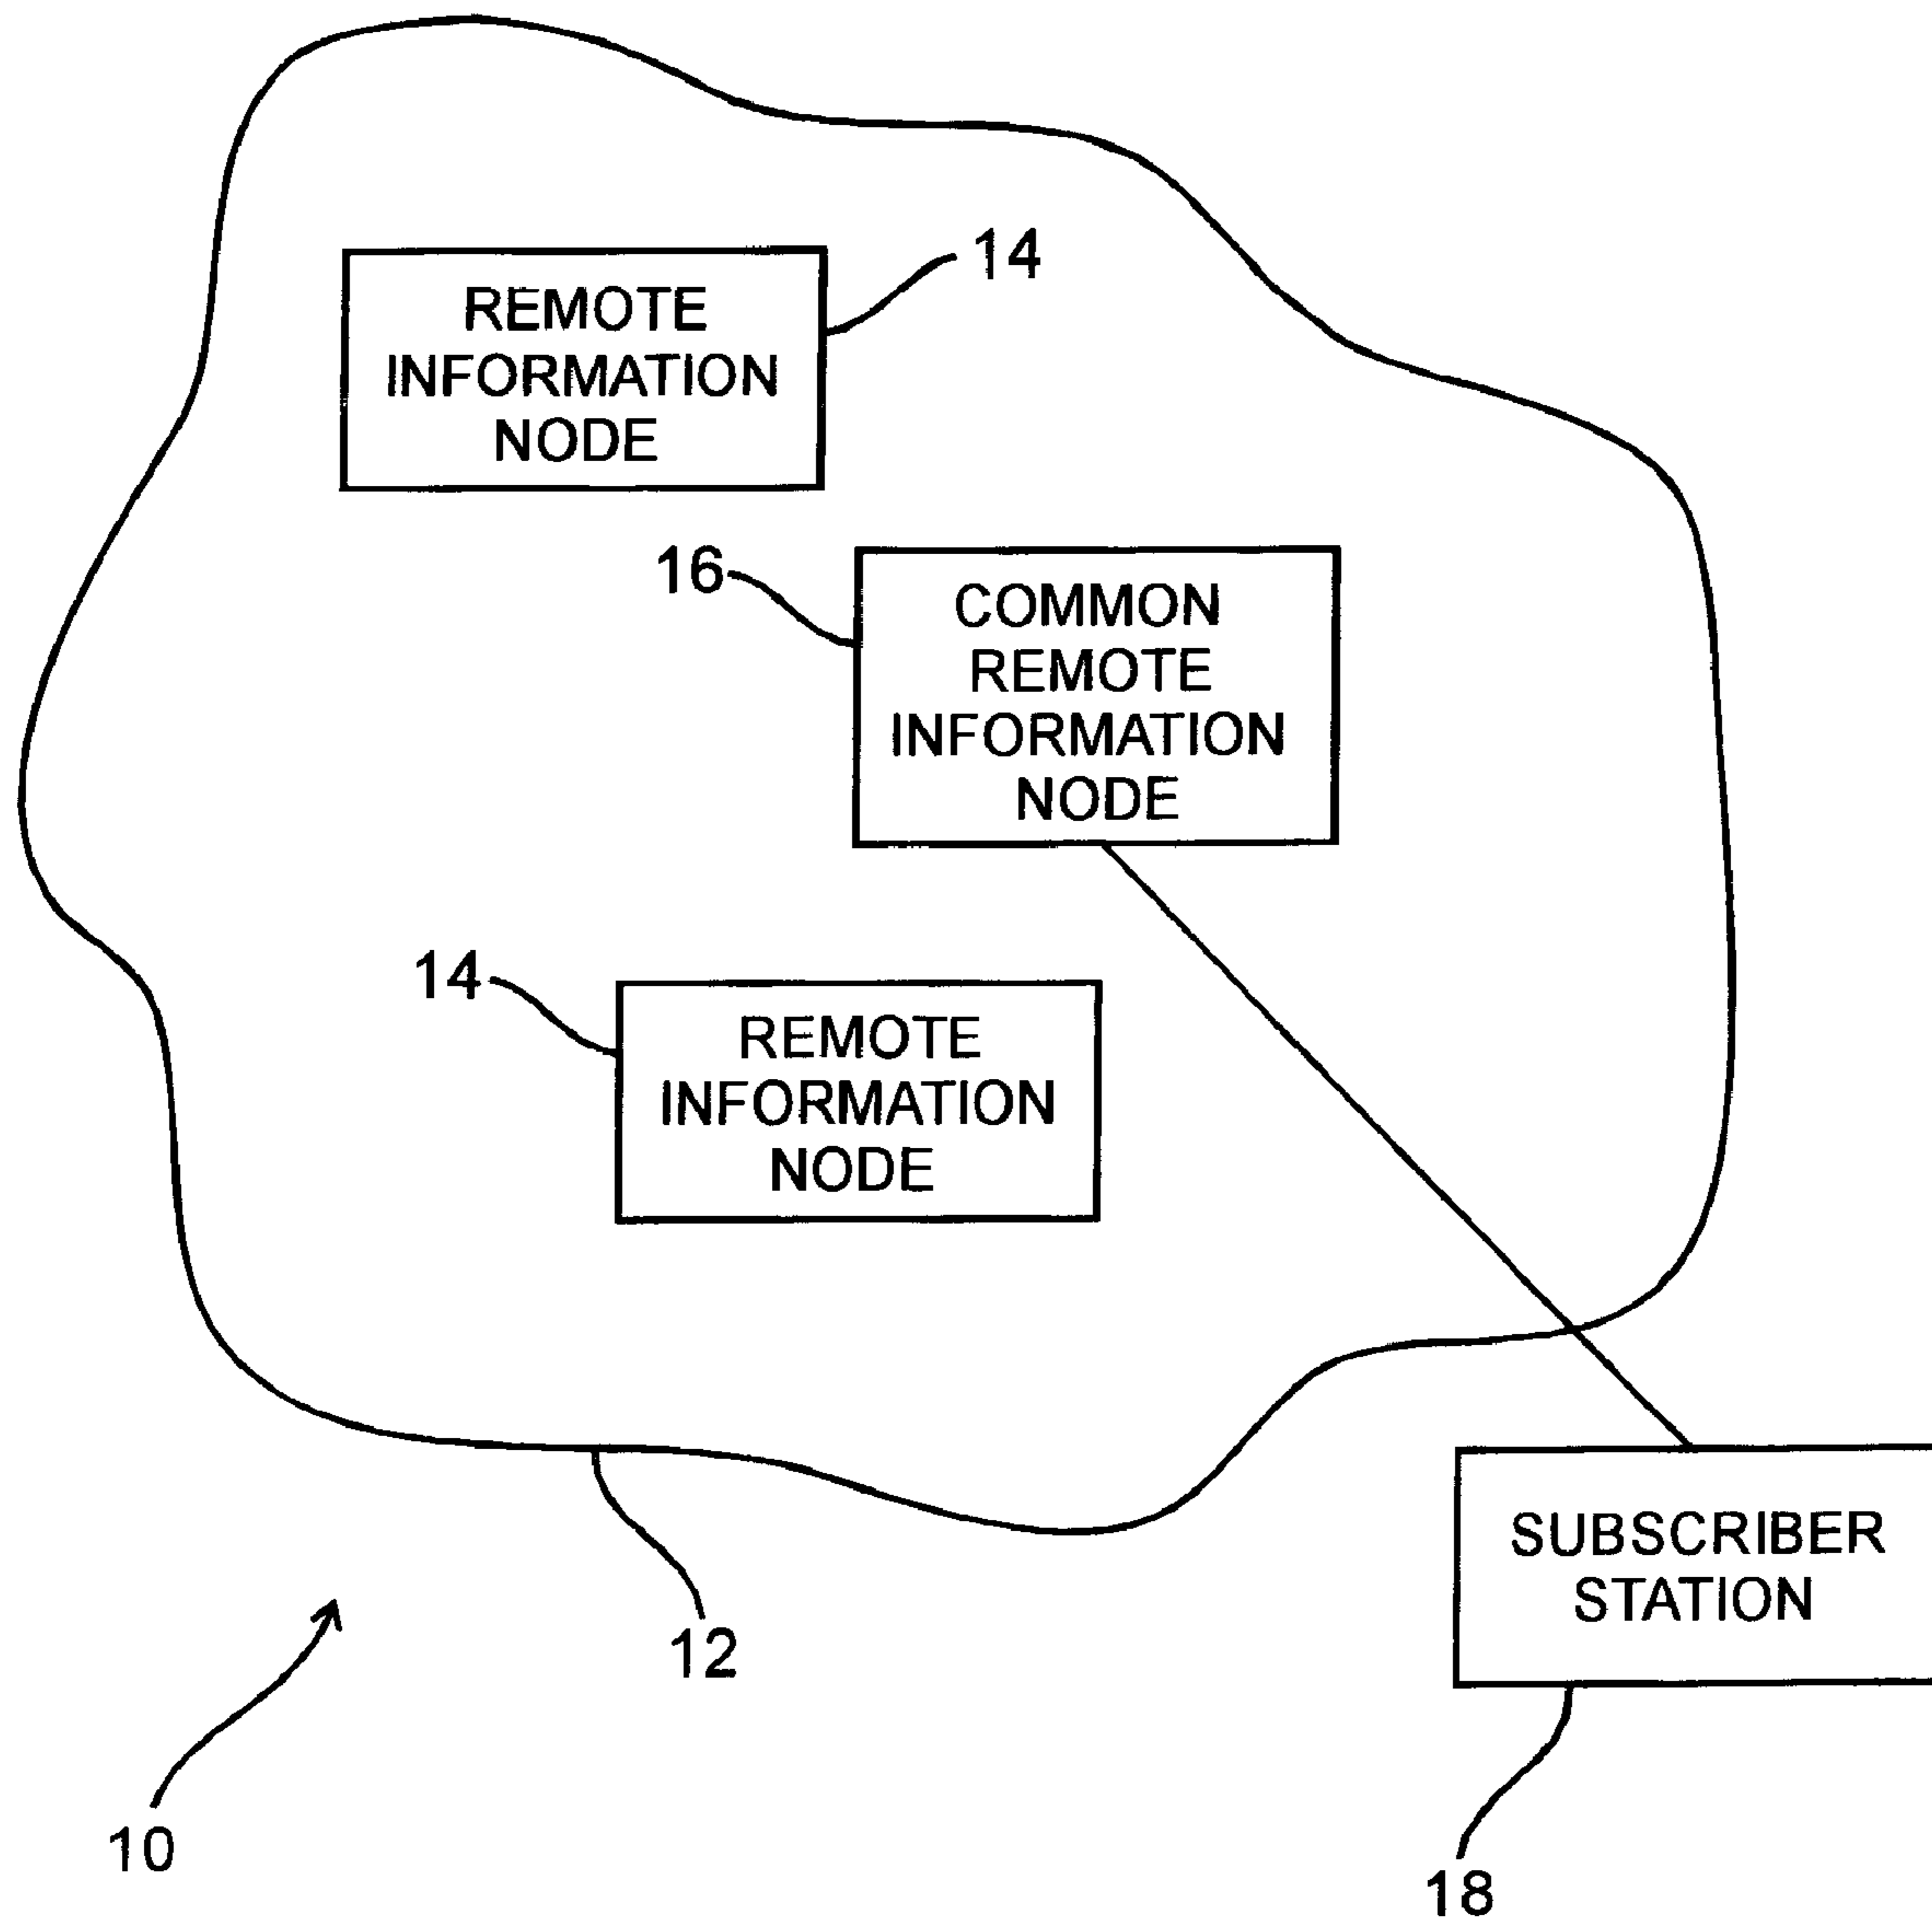 14
REMOTE
INFORMATION
NODE
16
COMMON
REMOTE
INFORMATION
NODE
14
REMOTE
INFORMATION
NODE
SUBSCRIBER
STATION
12
10
18